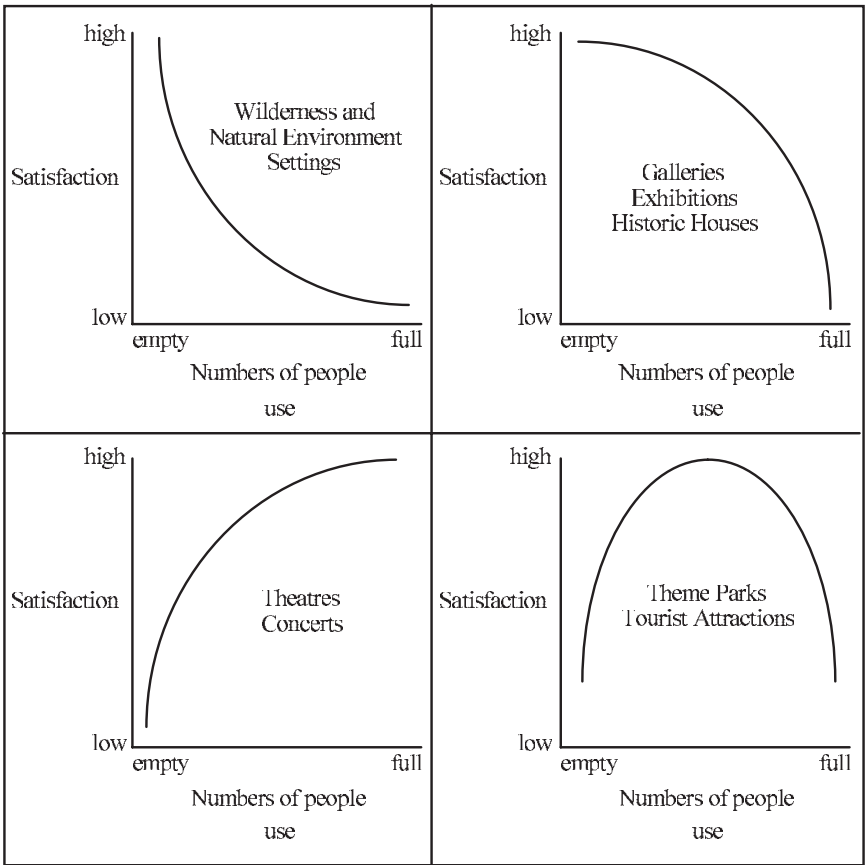 high
Wilderness and
Natural Environment
Settings
Satisfaction
low
empty
full
Numbers of people
use
high
Galleries
Exhibitions
Historic Houses
Satisfaction
low
empty
full
Numbers of people
use
high
Theatres
Concerts
Satisfaction
low
empty
full
Numbers of people
use
high
Theme Parks
Tourist Attractions
Satisfaction
low
empty
full
Numbers of people
use